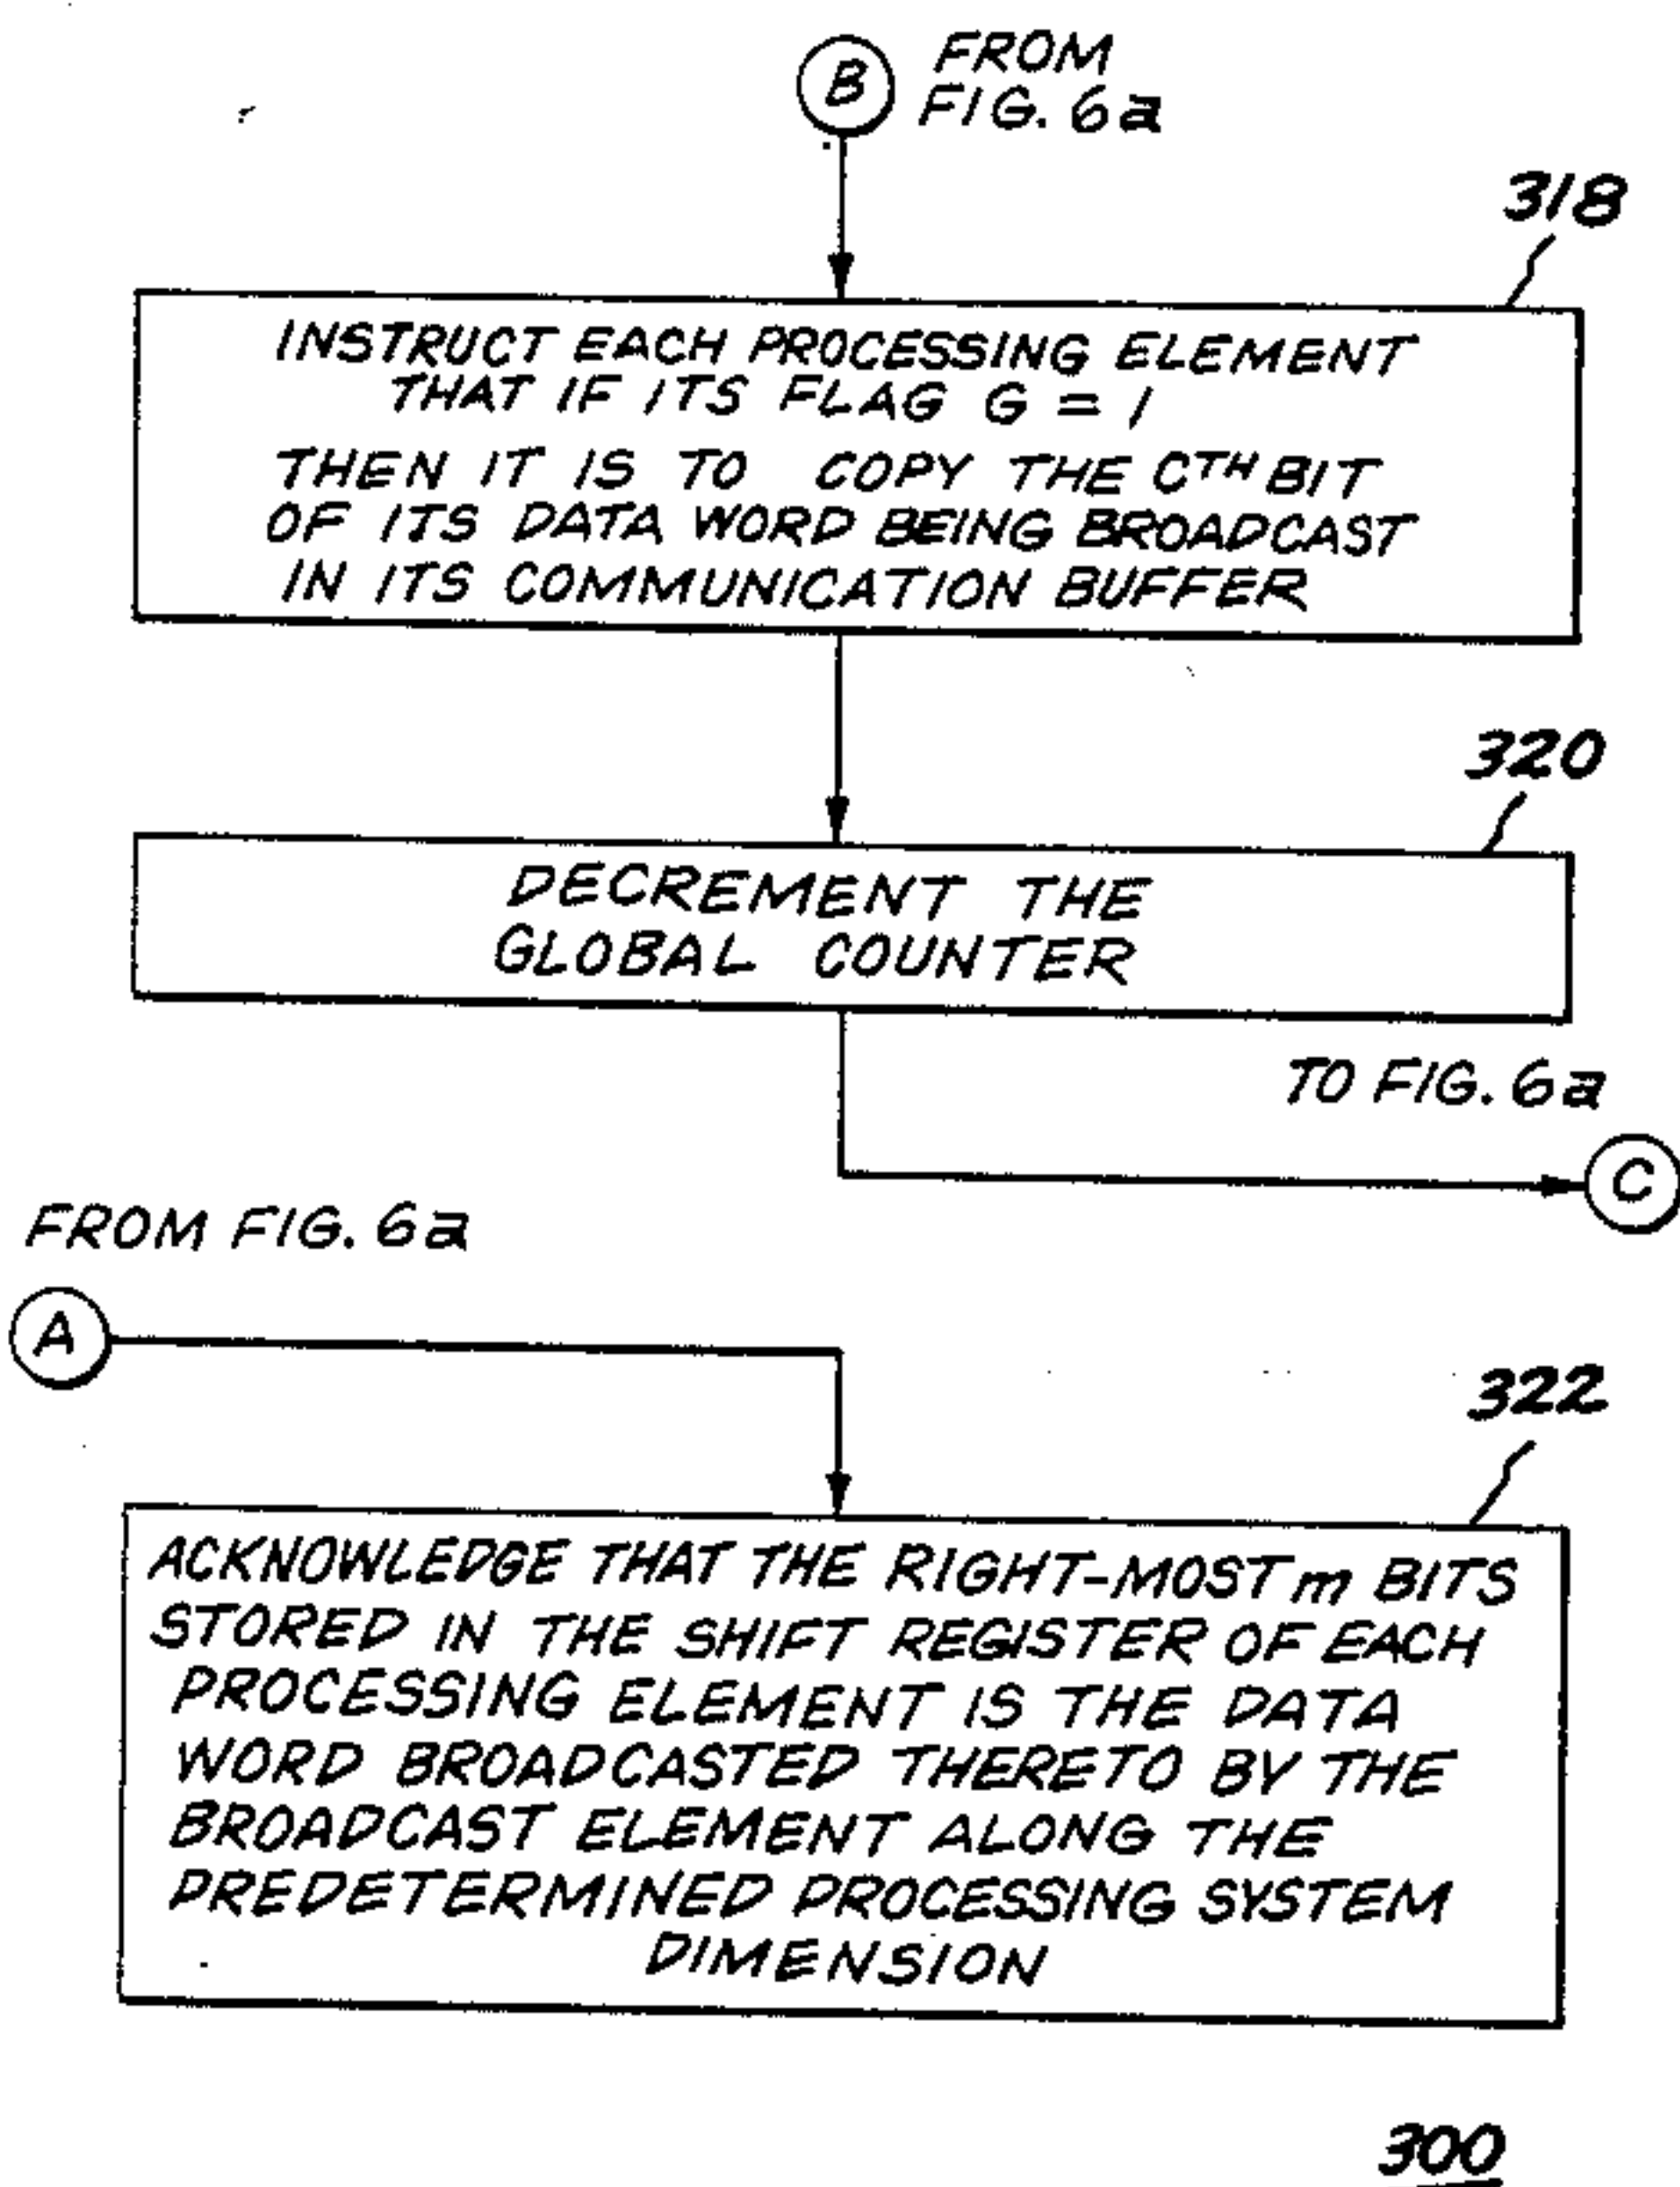 B
FROM
FIG. 6a
318
INSTRUCT EACH PROCESSING ELEMENT
THAT IF ITS FLAG G = 1
THEN IT IS TO COPY THE CTH BIT
OF ITS DATA WORD BEING BROADCAST
IN ITS COMMUNICATION BUFFER
320
DECREMENT THE
GLOBAL COUNTER
TO FIG. 6a
C
FROM FIG. 6a
A
322
ACKNOWLEDGE THAT THE RIGHT-MOST m BITS
STORED IN THE SHIFT REGISTER OF EACH
PROCESSING ELEMENT IS THE DATA
WORD BROADCASTED THERETO BY THE
BROADCAST ELEMENT ALONG THE
PREDETERMINED PROCESSING SYSTEM
DIMENSION
300